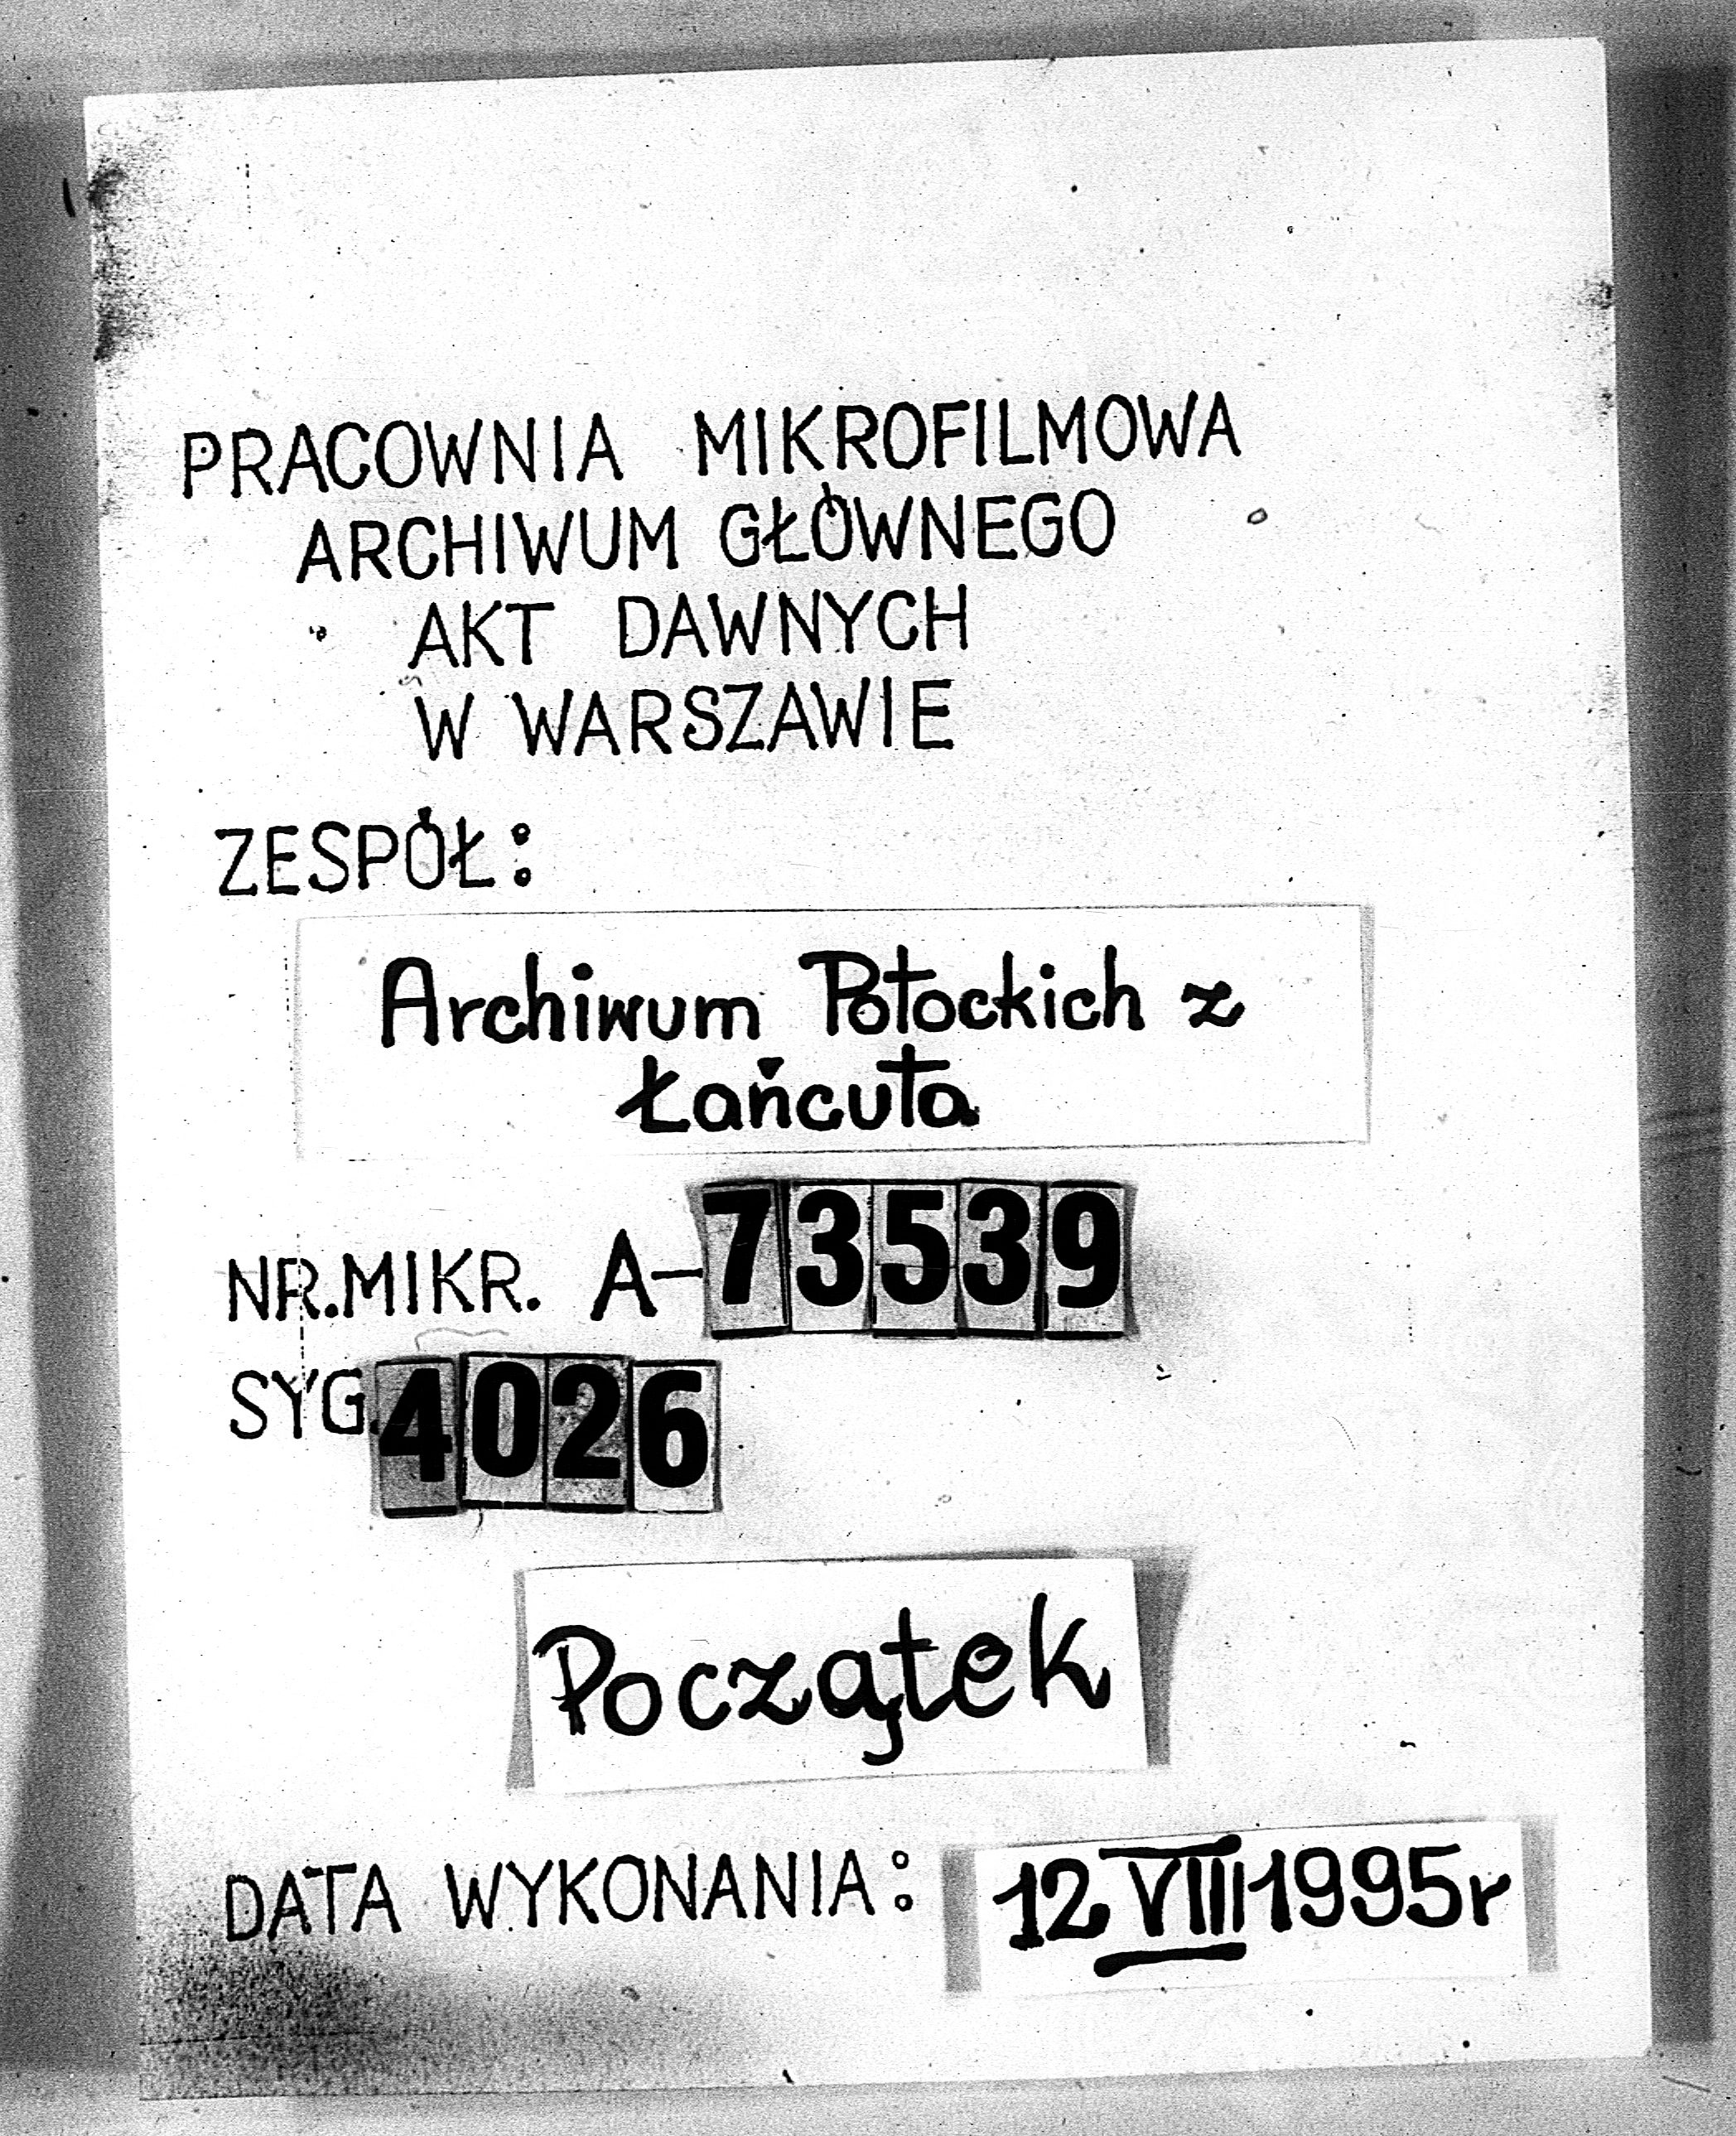 PRACOWNIA MIKROFILMOWA
ARCHIWUM GŁÓWNEGO
AKT DAWNYCH
W WARSZAWIE
ZESPÓŁ:
Archiwum Potockich z
Łańcuta
NR.MIKR. A-73539
SYG.4026
Początek
DATA WYKONANIA: 12 VIII 1995r